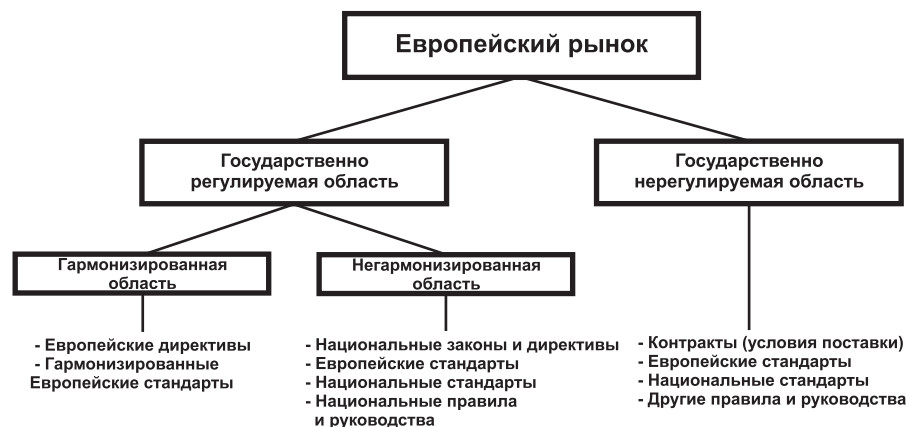 Европейский рынок
Государственно
регулируемая область
Государственно
нерегулируемая область
Гармонизированная
область
Негармонизированная
область
- Европейские директивы
- Гармонизированные
Европейские стандарты
- Национальные законы и директивы
- Европейские стандарты
- Национальные стандарты
- Национальные правила
и руководства
- Контракты (условия поставки)
- Европейские стандарты
- Национальные стандарты
- Другие правила и руководства